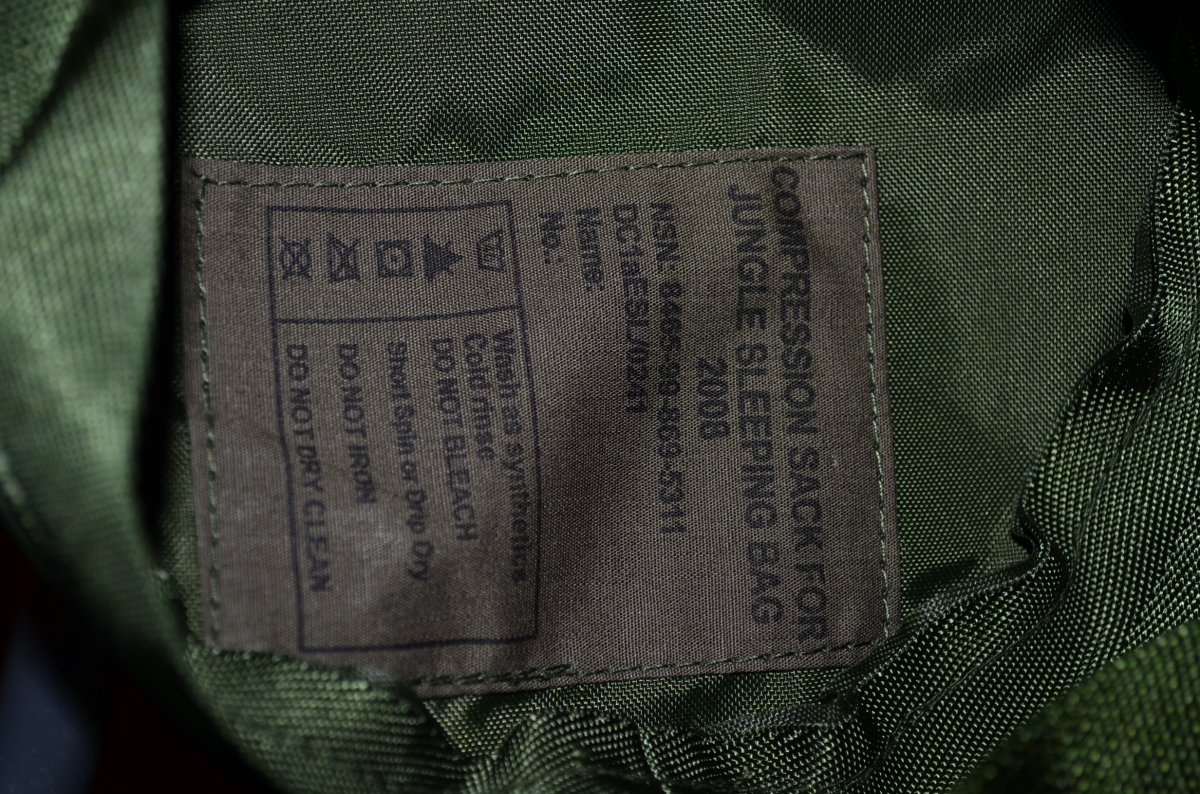 COMPRESSION SACK FOR
JUNGLE SLEEPING BAG
2008
NSN: 8465-99-869-5311
DC4aESL/0241
Name:
No.:
Wash as synthetics
Cold rinse
DO NOT BLEACH
Short Spin or Drip Dry
DO NOT IRON
DO NOT DRY CLEAN